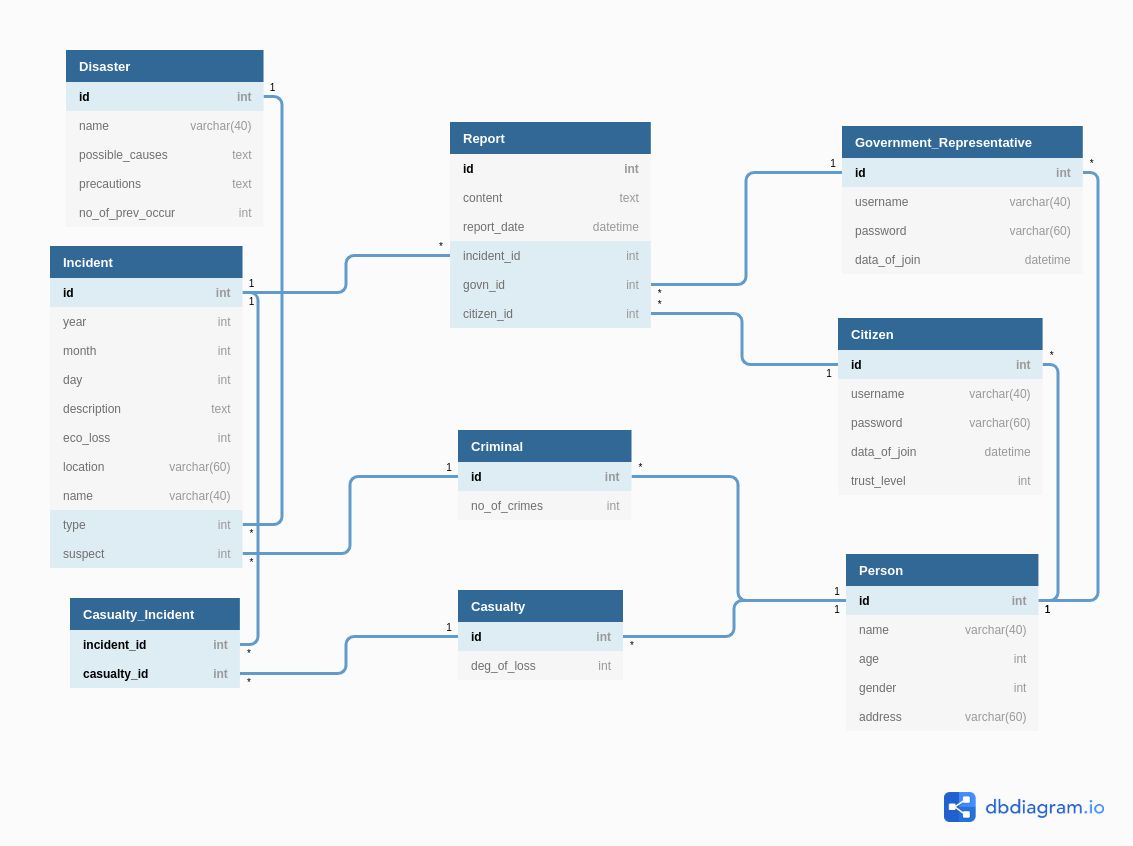 Disaster
id int
name varchar(40)
possible_causes text
precautions text
no_of_prev_occur int
1
Incident
id int
year int
month int
day int
description text
eco_loss int
location varchar(60)
name varchar(40)
type int
suspect int
1
1
*
*
Casualty_Incident
incident_id int
casualty_id int
*
*
Report
id int
content text
report_date datetime
incident_id int
govn_id int
citizen_id int
*
*
*
Criminal
id int
no_of_crimes int
1
*
Casualty
id int
deg_of_loss int
1
*
Government_Representative
id int
username varchar(40)
password varchar(60)
data_of_join datetime
1
*
Citizen
id int
username varchar(40)
password varchar(60)
data_of_join datetime
trust_level int
1
*
Person
id int
name varchar(40)
age int
gender int
address varchar(60)
1
1
1
dbdiagram.io